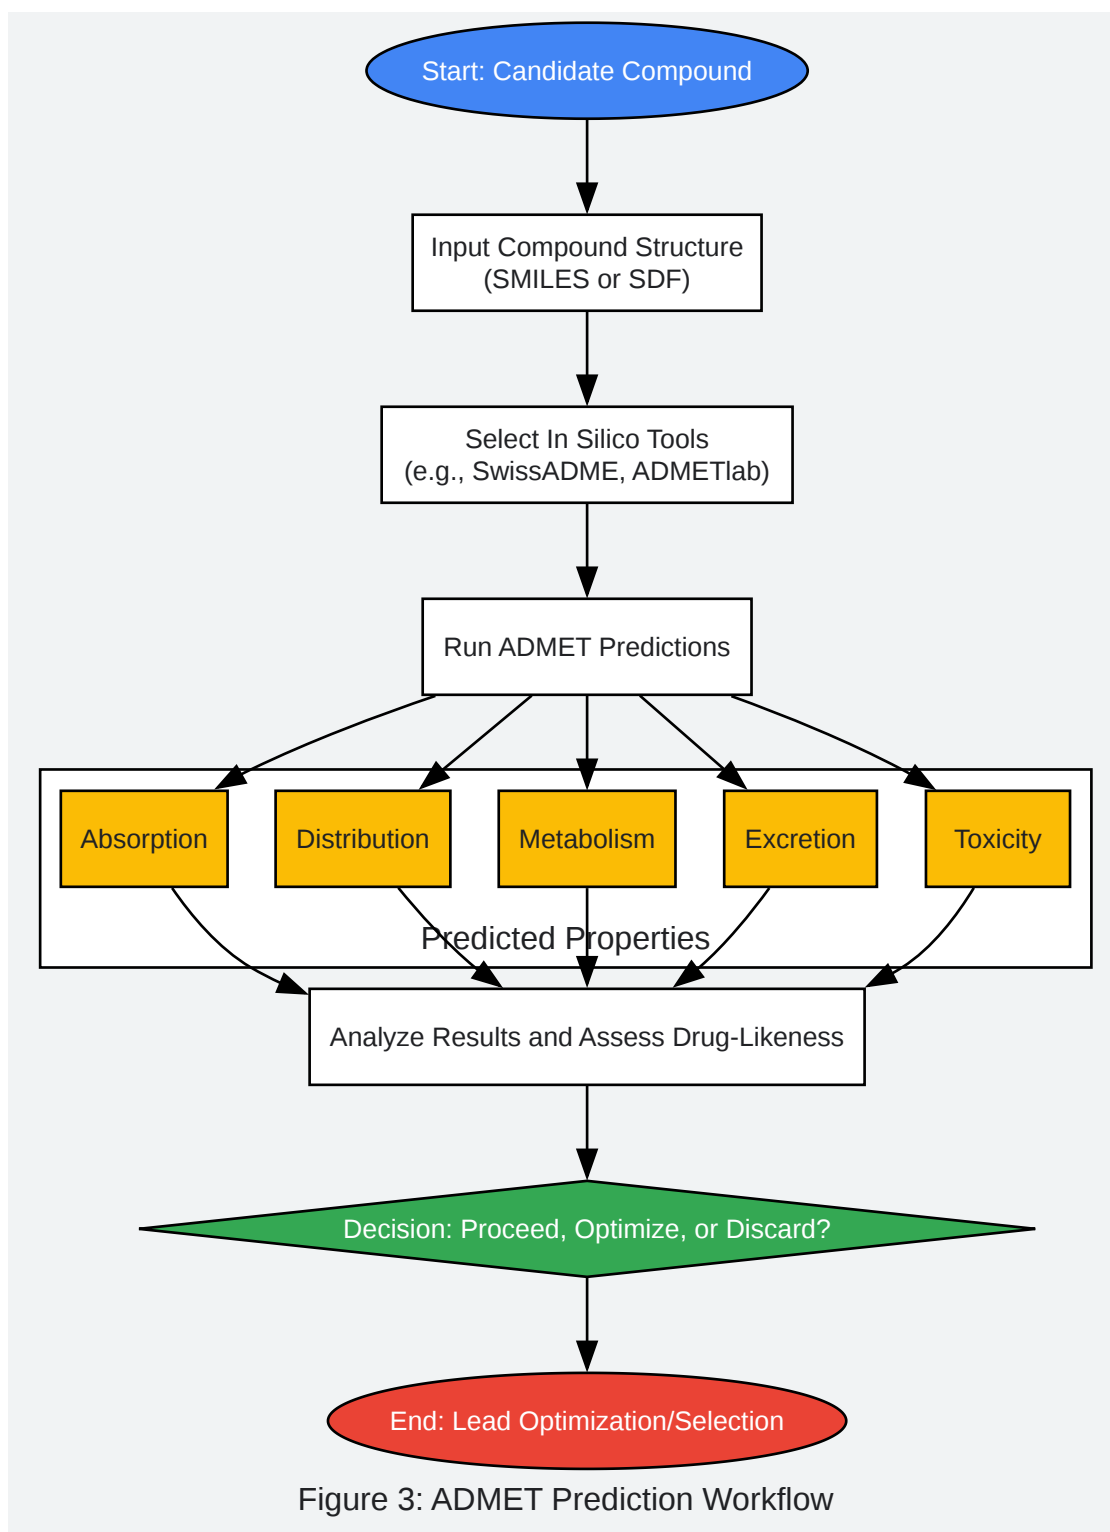 Start: Candidate Compound
Input Compound Structure
(SMILES or SDF)
Select In Silico Tools
(e.g., SwissADME, ADMETlab)
Run ADMET Predictions
Absorption
Distribution
Metabolism
Excretion
Toxicity
Predicted Properties
Analyze Results and Assess Drug-Likeness
Decision: Proceed, Optimize, or Discard?
End: Lead Optimization/Selection
Figure 3: ADMET Prediction Workflow